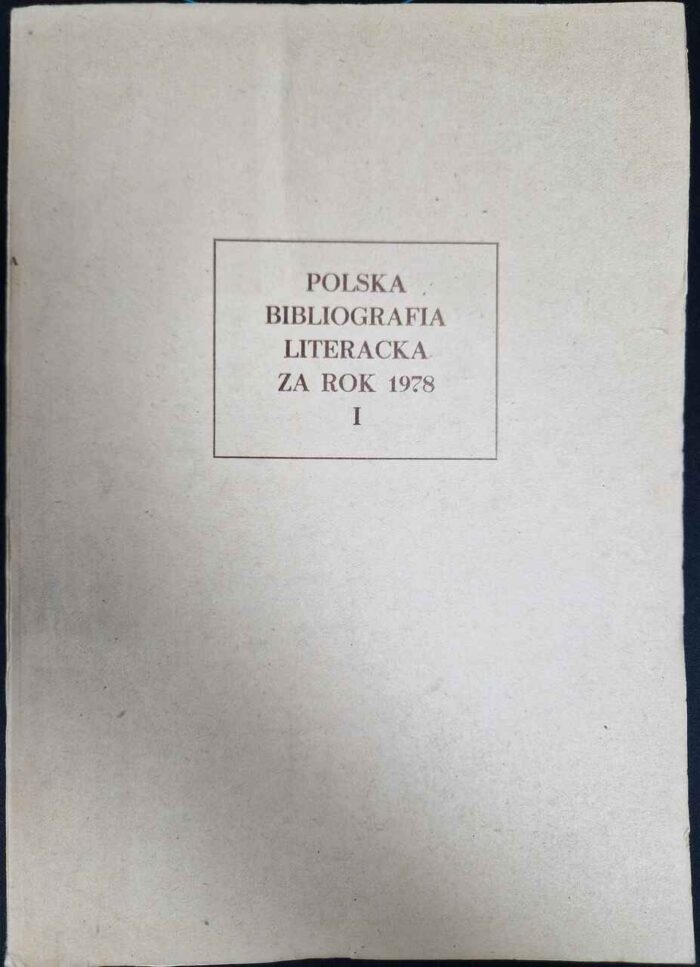 POLSKA
BIBLIOGRAFIA
LITERACKA
ZA ROK 1978
I